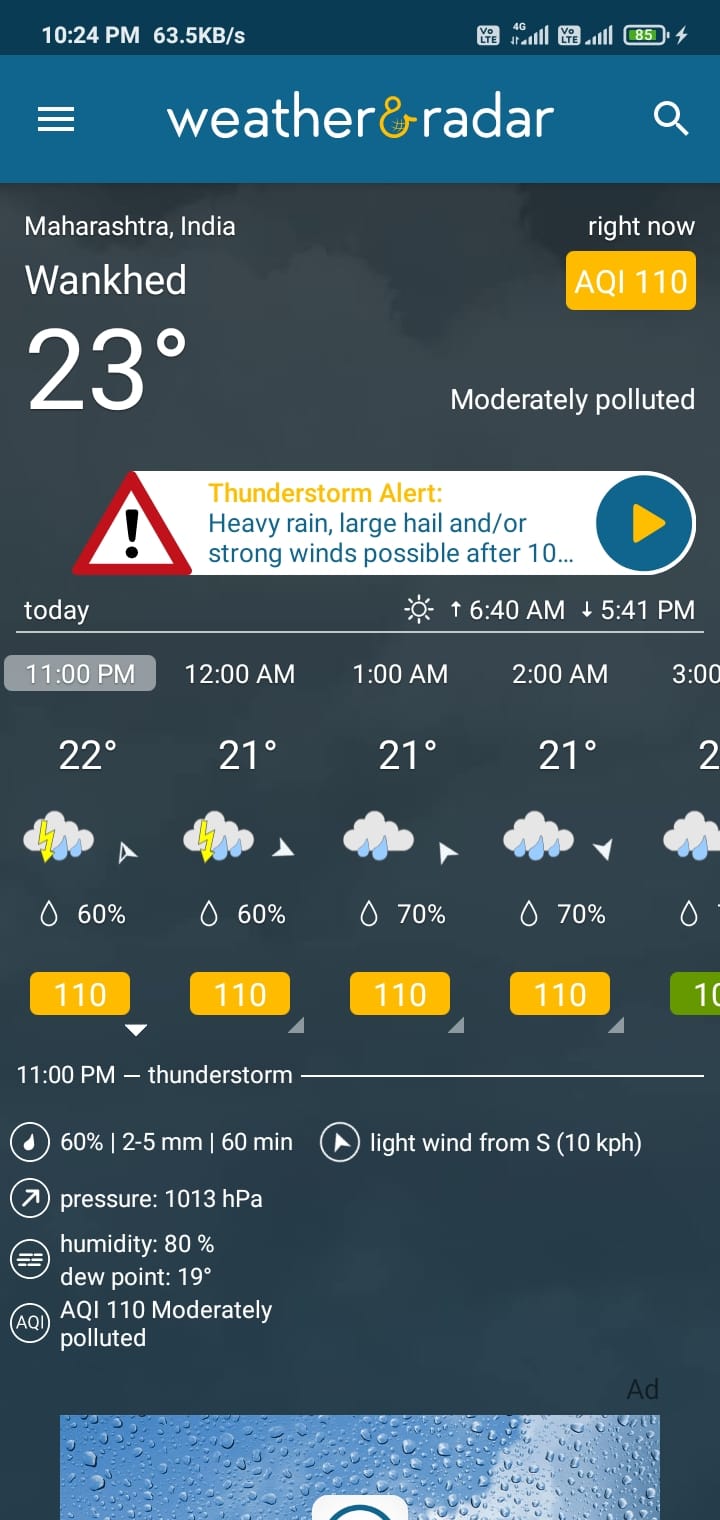 10:24 PM 63.5KB/s
Vo LTE 4G Vo LTE 85
weather&radar
Maharashtra, India right now
Wankhed AQI 110
23°
Moderately polluted
Thunderstorm Alert:
Heavy rain, large hail and/or
strong winds possible after 10...
today ↑ 6:40 AM ↓ 5:41 PM
11:00 PM 12:00 AM 1:00 AM 2:00 AM 3:00
22° 21° 21° 21° 2
60% 60% 70% 70%
110 110 110 110 10
11:00 PM — thunderstorm
60% | 2-5 mm | 60 min light wind from S (10 kph)
pressure: 1013 hPa
humidity: 80 %
dew point: 19°
AQI AQI 110 Moderately
polluted
Ad